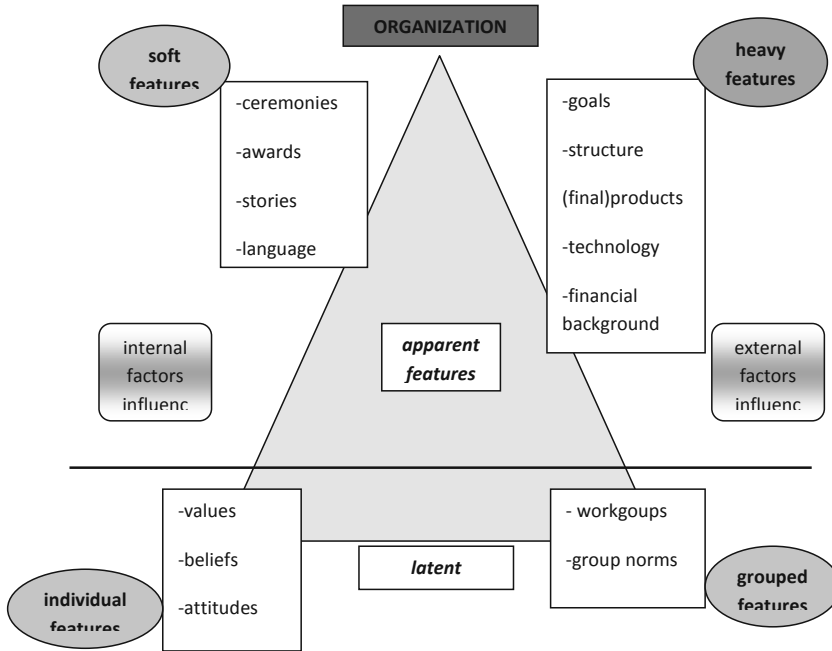 ORGANIZATION
soft
features
heavy
features
-ceremonies
-awards
-stories
-language
-goals
-structure
(final)products
-technology
-financial
background
internal
factors
influenc
apparent
features
external
factors
influenc
-values
-beliefs
-attitudes
- workgoups
-group norms
latent
individual
features
grouped
features